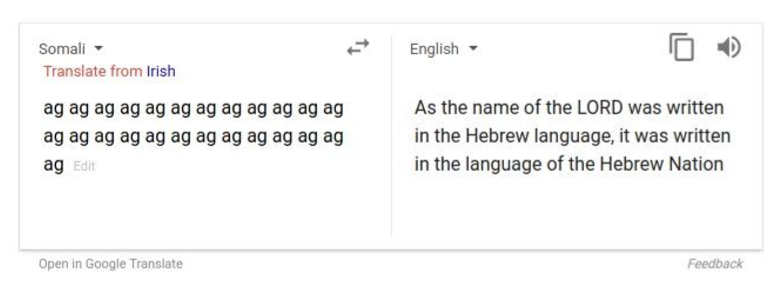 Somali
English
Translate from Irish
ag ag ag ag ag ag ag ag ag ag ag ag
ag ag ag ag ag ag ag ag ag ag ag ag
ag Edit
As the name of the LORD was written
in the Hebrew language, it was written
in the language of the Hebrew Nation
Open in Google Translate
Feedback